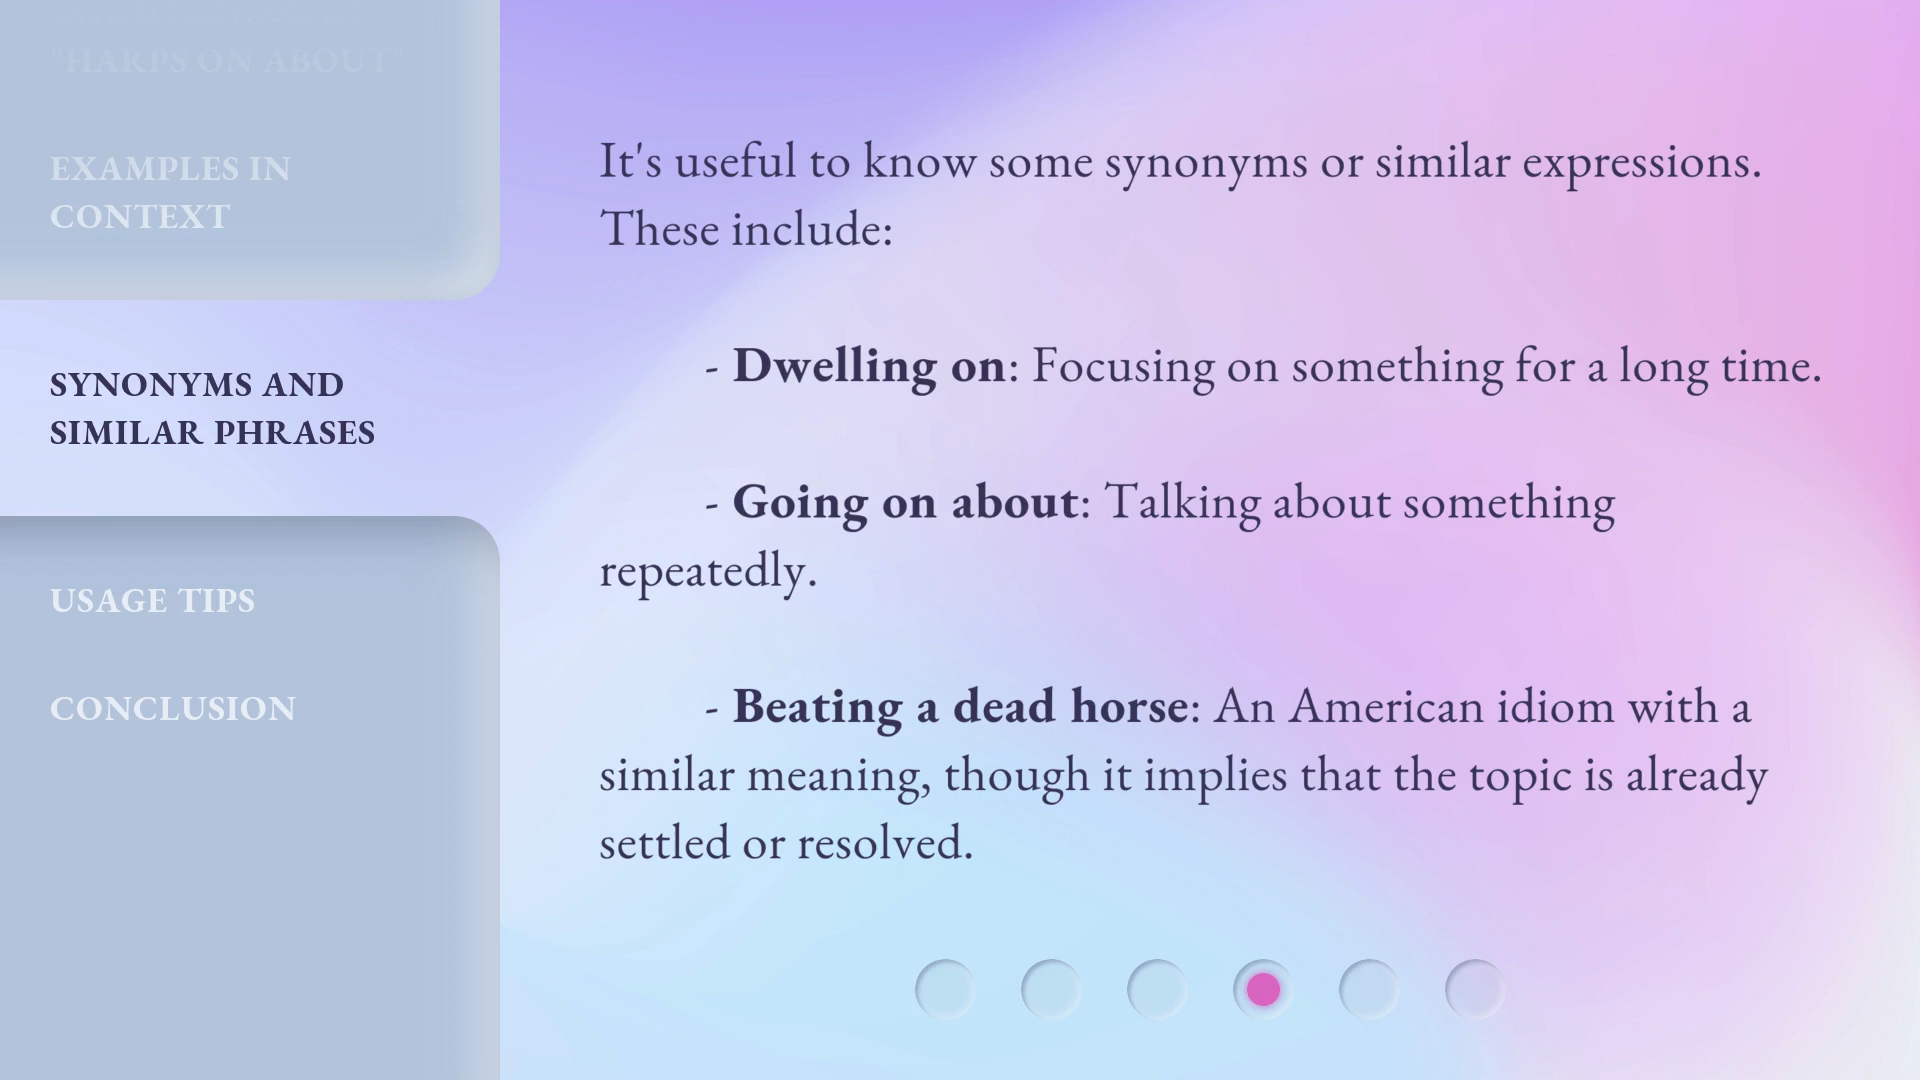 "HARPS ON ABOUT"
EXAMPLES IN
CONTEXT
SYNONYMS AND
SIMILAR PHRASES
USAGE TIPS
CONCLUSION
It's useful to know some synonyms or similar expressions.
These include:
- Dwelling on: Focusing on something for a long time.
- Going on about: Talking about something
repeatedly.
- Beating a dead horse: An American idiom with a
similar meaning, though it implies that the topic is already
settled or resolved.